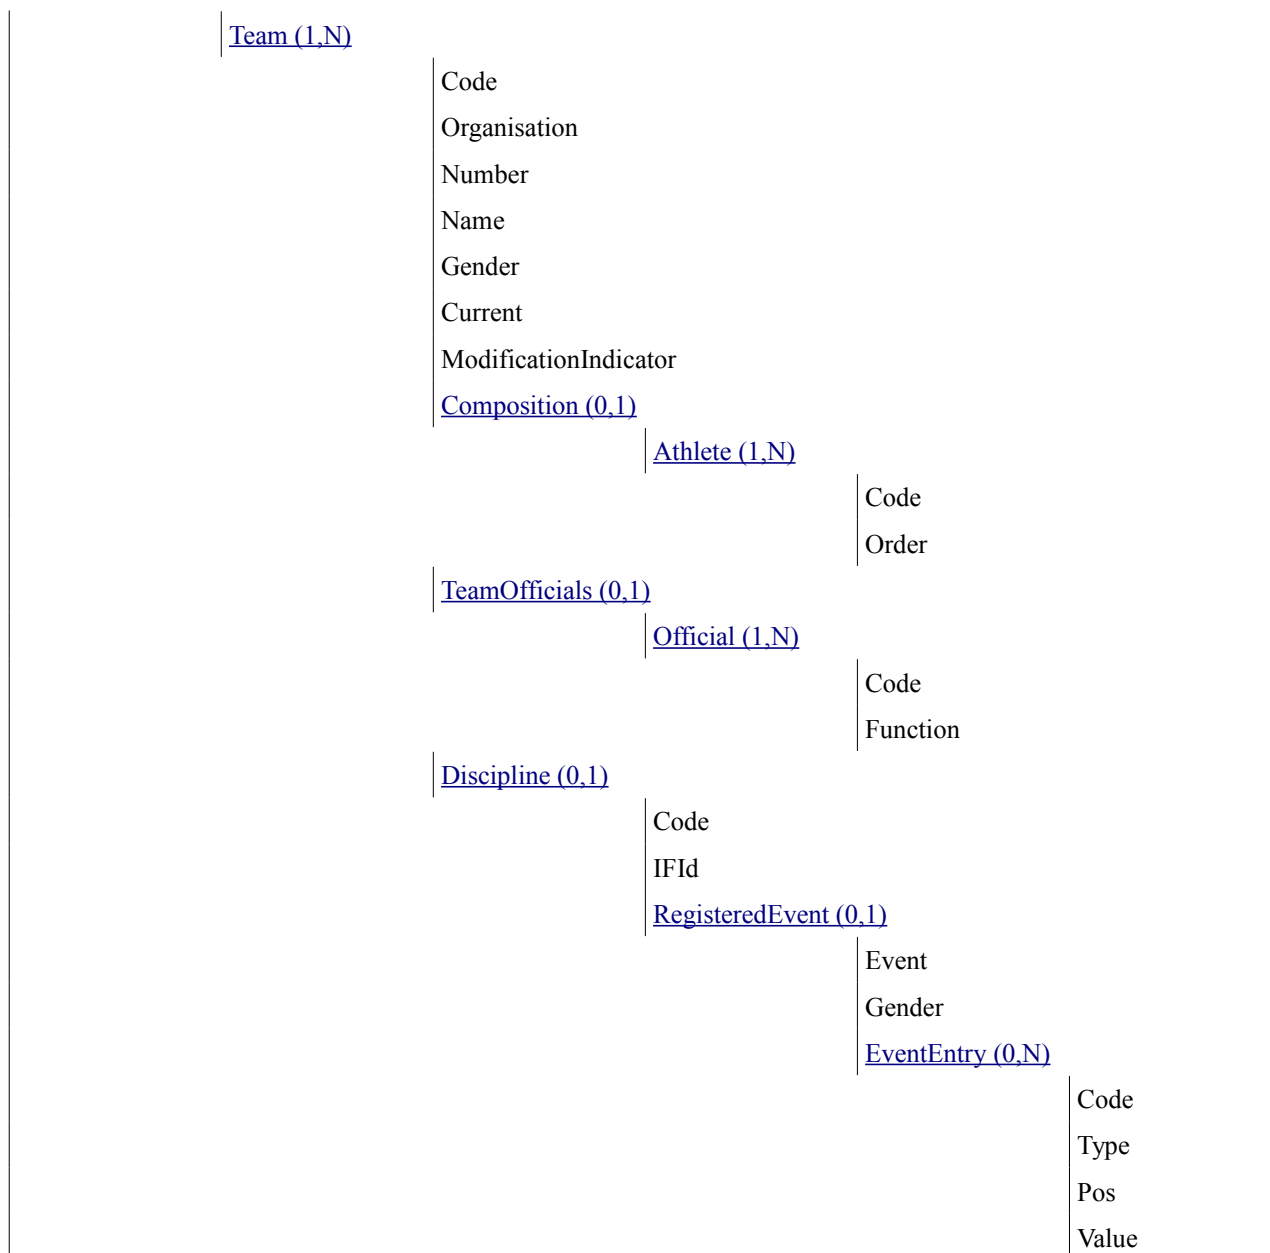 Team (1,N)
Code
Organisation
Number
Name
Gender
Current
ModificationIndicator
Composition (0,1)
Athlete (1,N)
Code
Order
TeamOfficials (0,1)
Official (1,N)
Code
Function
Discipline (0,1)
Code
IFId
RegisteredEvent (0,1)
Event
Gender
EventEntry (0,N)
Code
Type
Pos
Value